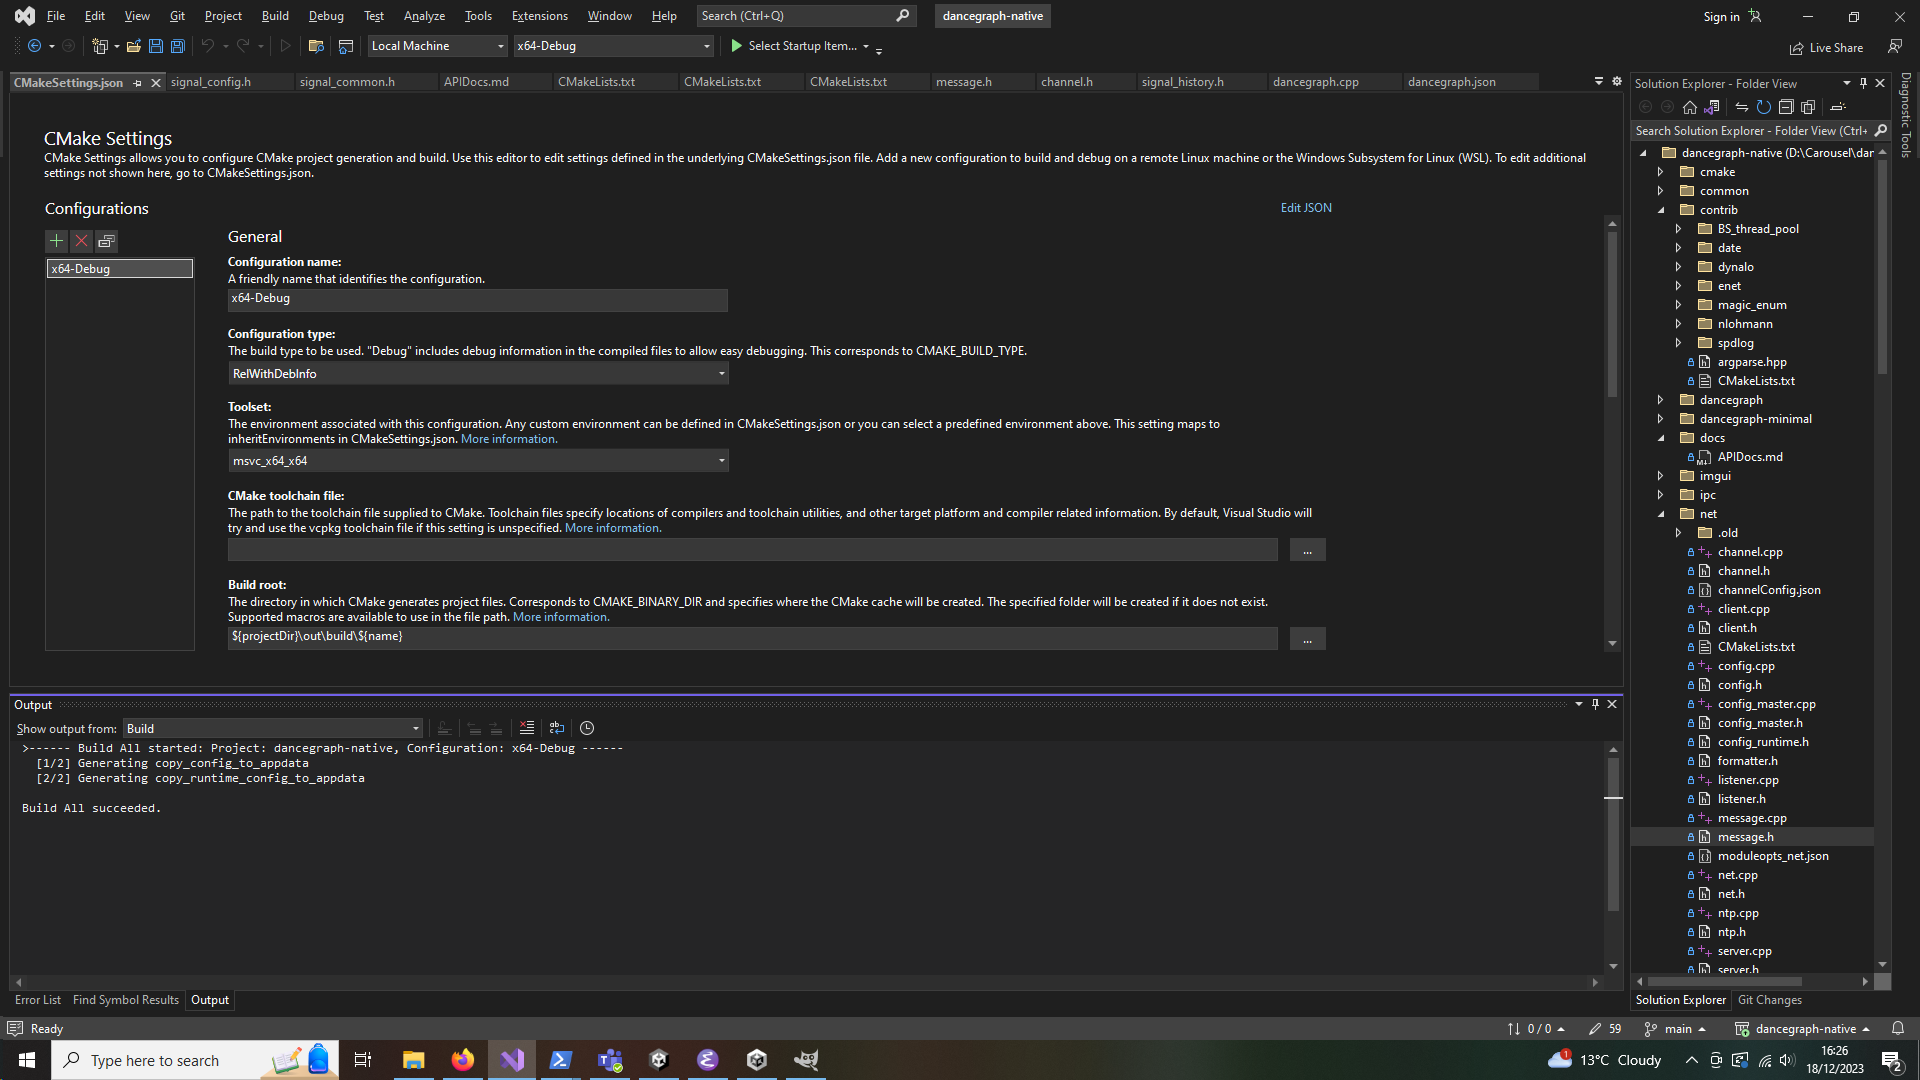 File Edit View Git Project Build Debug Test Analyze Tools Extensions Window Help Search (Ctrl+Q) dancegraph-native Sign in
Local Machine x64-Debug Select Startup Item... Live Share
CMakeSettings.json signal_config.h signal_common.h APIDocs.md CMakeLists.txt CMakeLists.txt CMakeLists.txt message.h channel.h signal_history.h dancegraph.cpp dancegraph.json
CMake Settings
CMake Settings allows you to configure CMake project generation and build. Use this editor to edit settings defined in the underlying CMakeSettings.json file. Add a new configuration to build and debug on a remote Linux machine or the Windows Subsystem for Linux (WSL). To edit additional
settings not shown here, go to CMakeSettings.json.
Configurations
Edit JSON
x64-Debug
General
Configuration name:
A friendly name that identifies the configuration.
x64-Debug
Configuration type:
The build type to be used. "Debug" includes debug information in the compiled files to allow easy debugging. This corresponds to CMAKE_BUILD_TYPE.
RelWithDebInfo
Toolset:
The environment associated with this configuration. Any custom environment can be defined in CMakeSettings.json or you can select a predefined environment above. This setting maps to
inheritEnvironments in CMakeSettings.json. More information.
msvc_x64_x64
CMake toolchain file:
The path to the toolchain file supplied to CMake. Toolchain files specify locations of compilers and toolchain utilities, and other target platform and compiler related information. By default, Visual Studio will
try and use the vcpkg toolchain file if this setting is unspecified. More information.
...
Build root:
The directory in which CMake generates project files. Corresponds to CMAKE_BINARY_DIR and specifies where the CMake cache will be created. The specified folder will be created if it does not exist.
Supported macros are available to use in the file path. More information.
${projectDir}\out\build\${name}
...
Output
Show output from: Build
>------ Build All started: Project: dancegraph-native, Configuration: x64-Debug ------
[1/2] Generating copy_config_to_appdata
[2/2] Generating copy_runtime_config_to_appdata
Build All succeeded.
Error List Find Symbol Results Output
Solution Explorer - Folder View
Search Solution Explorer - Folder View (Ctrl+
dancegraph-native (D:\Carousel\dan
cmake
common
contrib
BS_thread_pool
date
dynalo
enet
magic_enum
nlohmann
spdlog
argparse.hpp
CMakeLists.txt
dancegraph
dancegraph-minimal
docs
APIDocs.md
imgui
ipc
net
.old
channel.cpp
channel.h
channelConfig.json
client.cpp
client.h
CMakeLists.txt
config.cpp
config.h
config_master.cpp
config_master.h
config_runtime.h
formatter.h
listener.cpp
listener.h
message.cpp
message.h
moduleopts_net.json
net.cpp
net.h
ntp.cpp
ntp.h
server.cpp
server.h
Solution Explorer Git Changes
Diagnostic Tools
Ready 0 / 0 59 main dancegraph-native
Type here to search 1 13°C Cloudy 16:26
18/12/2023 2